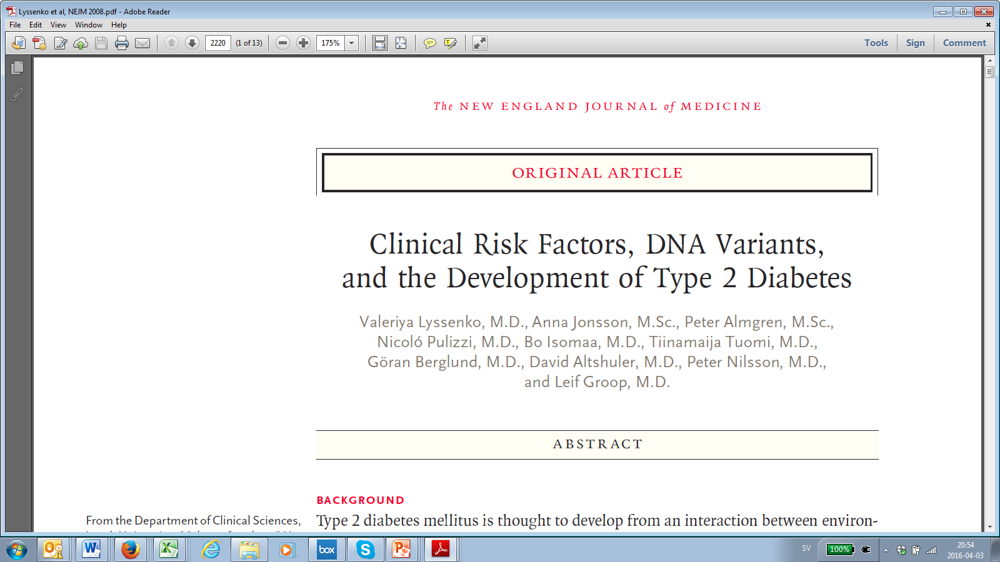 Lyssenko et al, NEJM 2008.pdf - Adobe Reader
File Edit View Window Help
2220 (1 of 13) 175% Tools Sign Comment
The NEW ENGLAND JOURNAL of MEDICINE
ORIGINAL ARTICLE
Clinical Risk Factors, DNA Variants,
and the Development of Type 2 Diabetes
Valeriya Lyssenko, M.D., Anna Jonsson, M.Sc., Peter Almgren, M.Sc.,
Nicoló Pulizzi, M.D., Bo Isomaa, M.D., Tiinamaija Tuomi, M.D.,
Göran Berglund, M.D., David Altshuler, M.D., Peter Nilsson, M.D.,
and Leif Groop, M.D.
ABSTRACT
BACKGROUND
From the Department of Clinical Sciences,
Type 2 diabetes mellitus is thought to develop from an interaction between environ-
box
SV 100% 20:54
2016-04-03